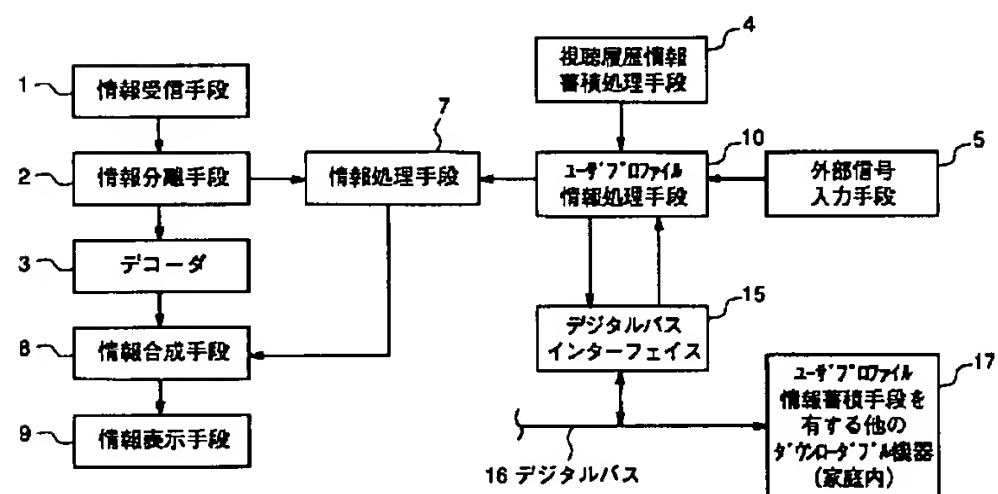 1
情報受信手段
2
情報分離手段
3
デコーダ
8
情報合成手段
9
情報表示手段
7
情報処理手段
4
視聴履歴情報
蓄積処理手段
10
ユーザプロファイル
情報処理手段
5
外部信号
入力手段
15
デジタルバス
インターフェイス
16 デジタルバス
17
ユーザプロファイル
情報蓄積手段を
有する他の
ダウンローダブル機器
(家庭内)